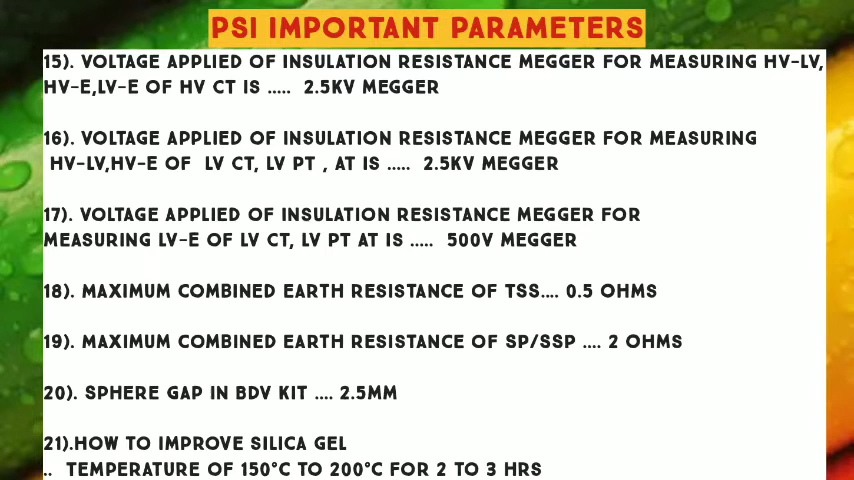 PSI IMPORTANT PARAMETERS
15). VOLTAGE APPLIED OF INSULATION RESISTANCE MEGGER FOR MEASURING HV-LV,
HV-E,LV-E OF HV CT IS ..... 2.5KV MEGGER
16). VOLTAGE APPLIED OF INSULATION RESISTANCE MEGGER FOR MEASURING
HV-LV,HV-E OF LV CT, LV PT , AT IS ..... 2.5KV MEGGER
17). VOLTAGE APPLIED OF INSULATION RESISTANCE MEGGER FOR
MEASURING LV-E OF LV CT, LV PT AT IS ..... 500V MEGGER
18). MAXIMUM COMBINED EARTH RESISTANCE OF TSS.... 0.5 OHMS
19). MAXIMUM COMBINED EARTH RESISTANCE OF SP/SSP .... 2 OHMS
20). SPHERE GAP IN BDV KIT .... 2.5MM
21).HOW TO IMPROVE SILICA GEL
.. TEMPERATURE OF 150°C TO 200°C FOR 2 TO 3 HRS